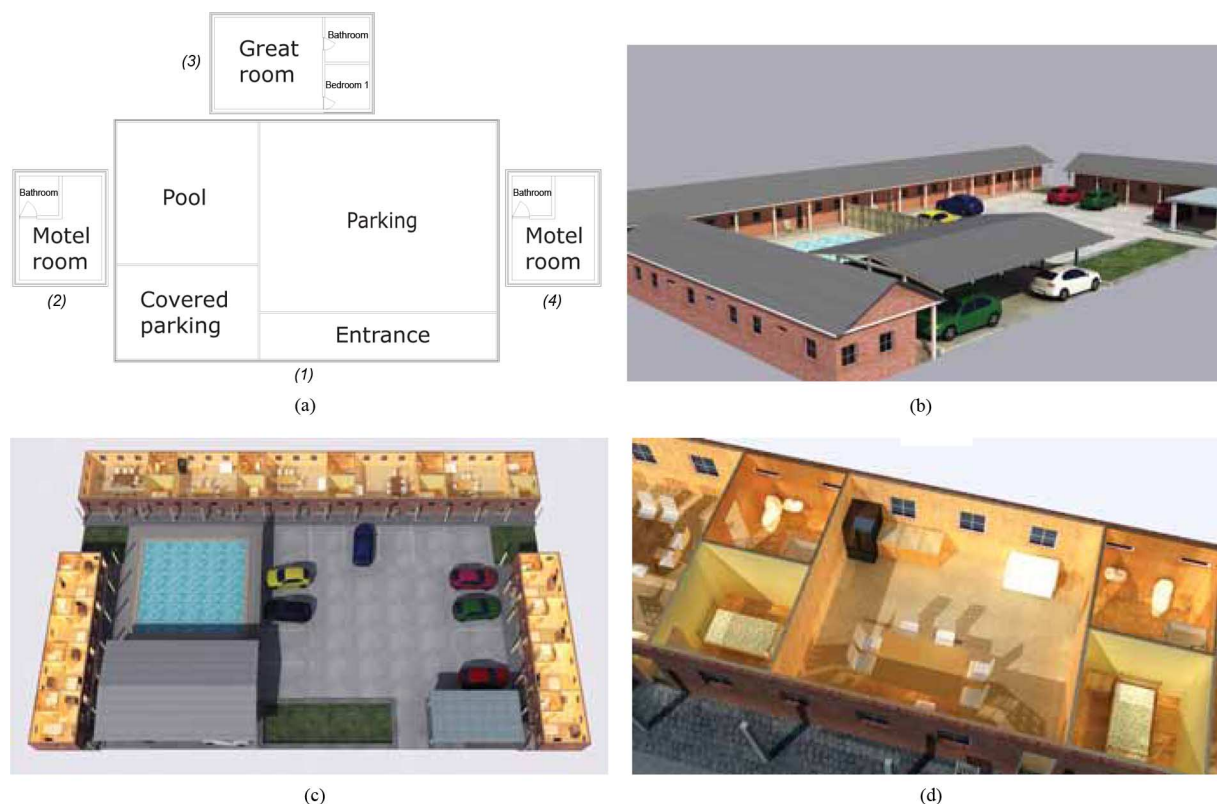 Great
room
Bathroom
Bedroom 1
(3)
Pool
Parking
Covered
parking
Entrance
(1)
Bathroom
Motel
room
(2)
Bathroom
Motel
room
(4)
(a)
(b)
(c)
(d)